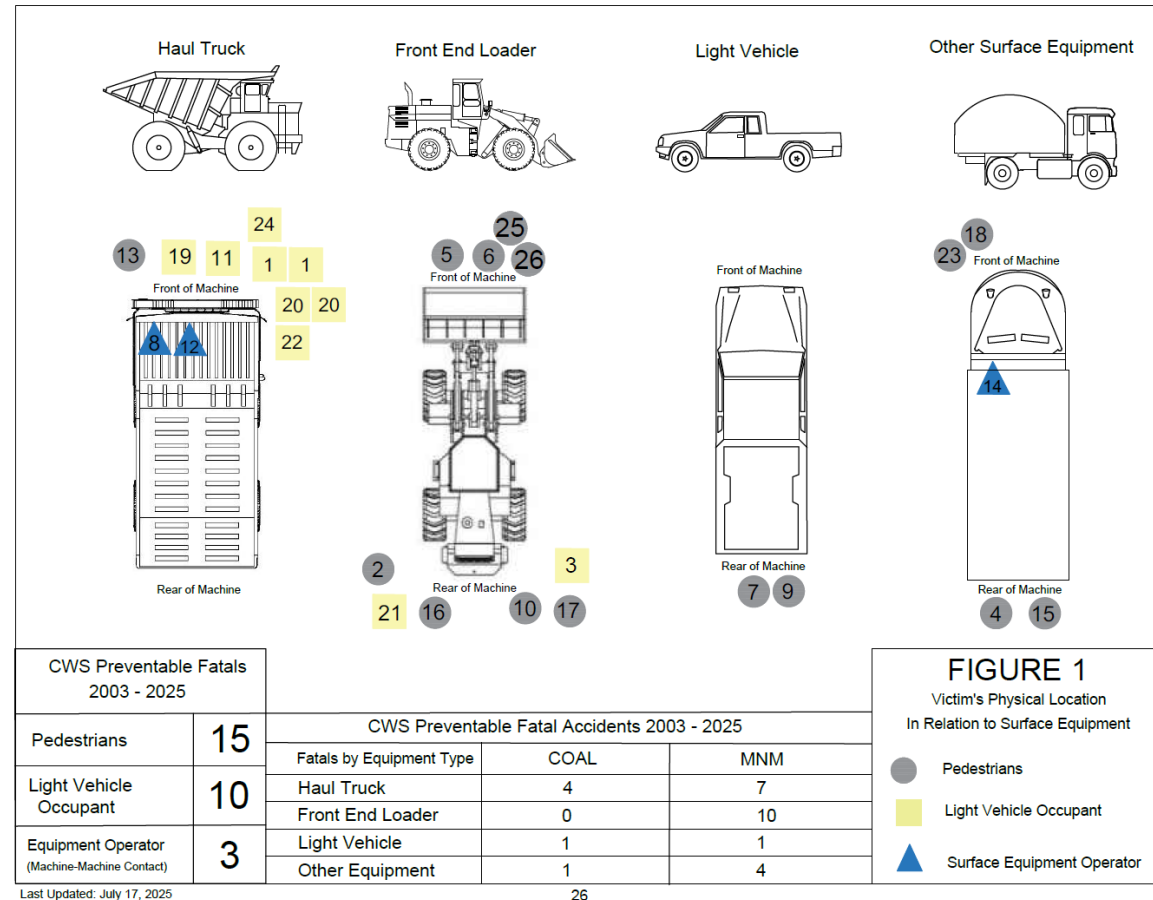 Haul Truck
Front End Loader
Light Vehicle
Other Surface Equipment
24
13
19
11
1
1
Front of Machine
20
20
22
8
12
Rear of Machine
25
5
6
26
Front of Machine
2
3
Rear of Machine
21
16
10
17
Front of Machine
Rear of Machine
7
9
18
23
Front of Machine
14
Rear of Machine
4
15
CWS Preventable Fatals
2003 - 2025
Pedestrians
15
Light Vehicle
Occupant
10
Equipment Operator
(Machine-Machine Contact)
3
CWS Preventable Fatal Accidents 2003 - 2025
Fatals by Equipment Type COAL MNM
Haul Truck 4 7
Front End Loader 0 10
Light Vehicle 1 1
Other Equipment 1 4
FIGURE 1
Victim's Physical Location
In Relation to Surface Equipment
Pedestrians
Light Vehicle Occupant
Surface Equipment Operator
Last Updated: July 17, 2025
26